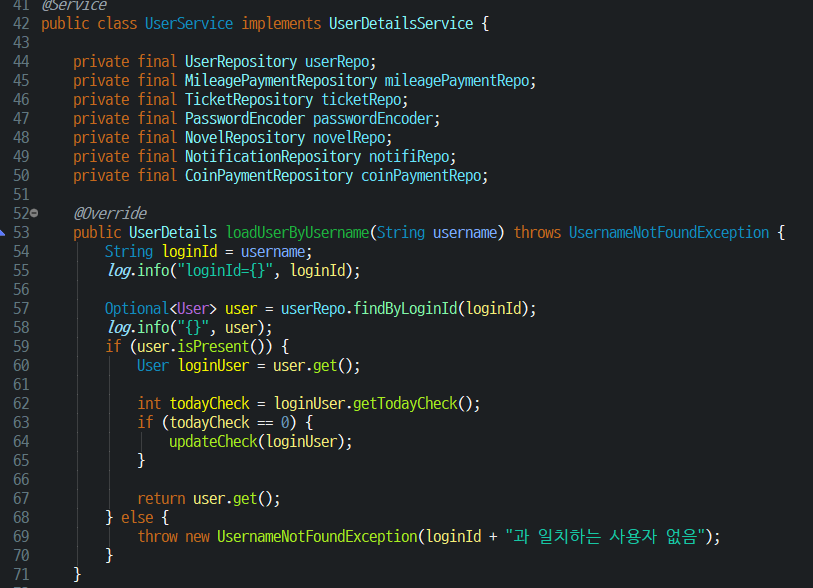 41 @Service
42 public class UserService implements UserDetailsService {
43
44 private final UserRepository userRepo;
45 private final MileagePaymentRepository mileagePaymentRepo;
46 private final TicketRepository ticketRepo;
47 private final PasswordEncoder passwordEncoder;
48 private final NovelRepository novelRepo;
49 private final NotificationRepository notifiRepo;
50 private final CoinPaymentRepository coinPaymentRepo;
51
52 @Override
53 public UserDetails loadUserByUsername(String username) throws UsernameNotFoundException {
54 String loginId = username;
55 log.info("loginId={}", loginId);
56
57 Optional<User> user = userRepo.findByLoginId(loginId);
58 log.info("{}", user);
59 if (user.isPresent()) {
60 User loginUser = user.get();
61
62 int todayCheck = loginUser.getTodayCheck();
63 if (todayCheck == 0) {
64 updateCheck(loginUser);
65 }
66
67 return user.get();
68 } else {
69 throw new UsernameNotFoundException(loginId + "과 일치하는 사용자 없음");
70 }
71 }